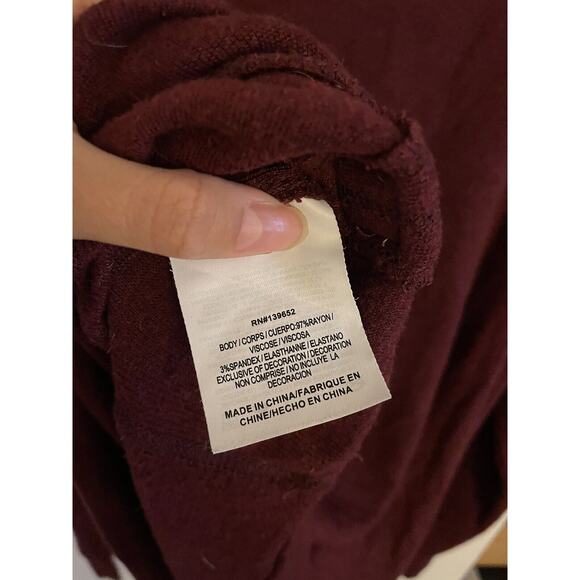 RN#139652
BODY / CORPS / CUERPO:97%RAYON /
VISCOSE / VISCOSA
3%SPANDEX / ELASTHANNE / ELASTANO
EXCLUSIVE OF DECORATION / DECORATION
NON COMPRISE / NO INCLUYE LA
DECORACION
MADE IN CHINA/FABRIQUE EN
CHINE/HECHO EN CHINA